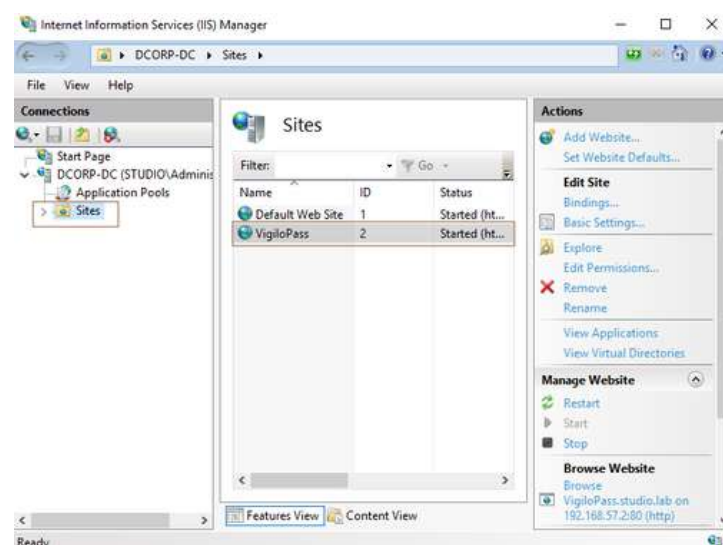 Internet Information Services (IIS) Manager
DCORP-DC Sites
File View Help
Connections
Start Page
DCORP-DC (STUDIO\Adminis
Application Pools
Sites
Sites
Filter: Go
Name ID Status
Default Web Site 1 Started (ht...
VigiloPass 2 Started (ht...
Features View Content View
Actions
Add Website...
Set Website Defaults...
Edit Site
Bindings...
Basic Settings...
Explore
Edit Permissions...
Remove
Rename
View Applications
View Virtual Directories
Manage Website
Restart
Start
Stop
Browse Website
Browse
VigiloPass.studio.lab on
192.168.57.2:80 (http)
Ready